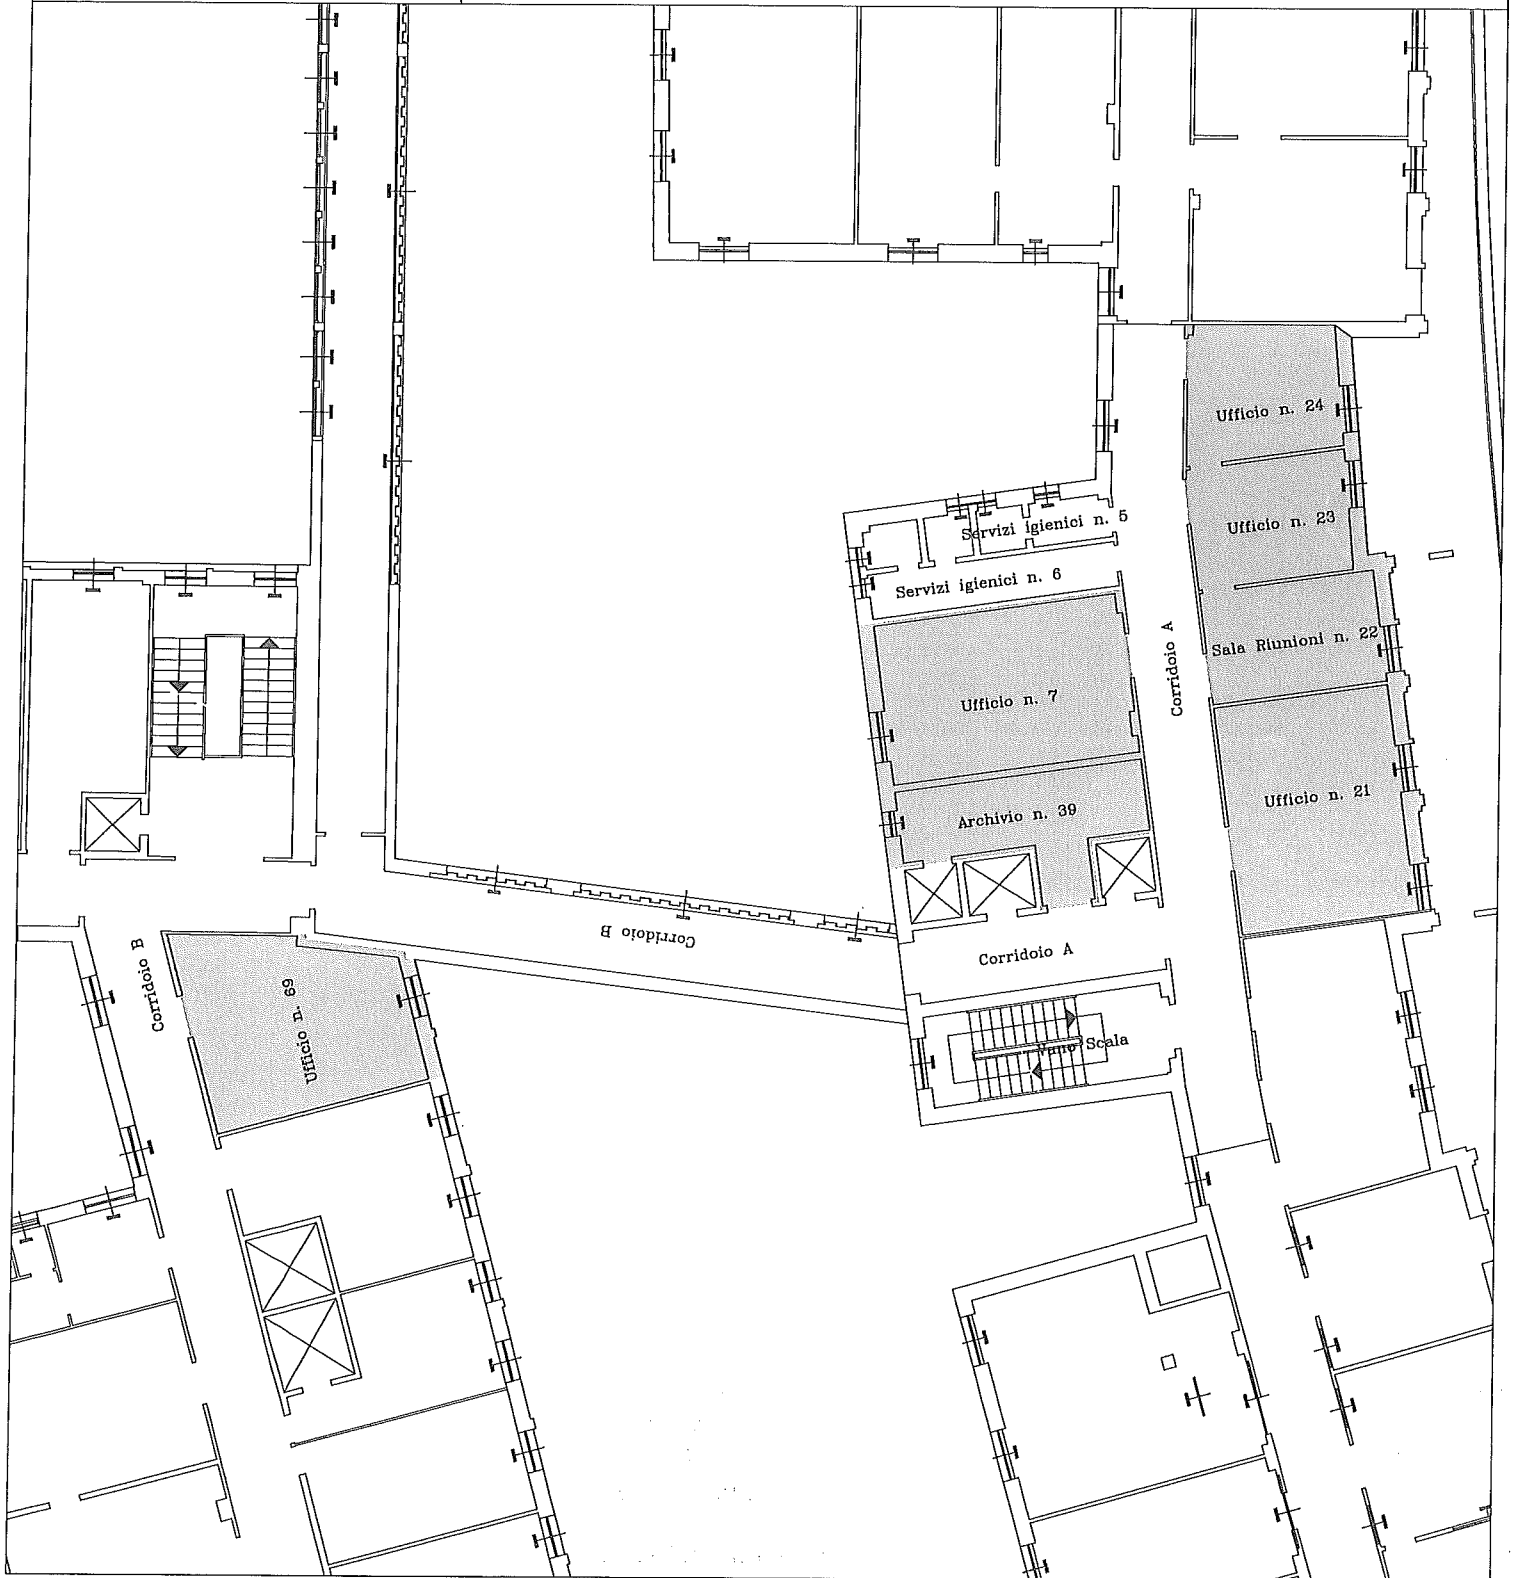 Ufficio n. 24
Servizi igienici n. 5
Ufficio n. 23
Servizi igienici n. 6
Sala Riunioni n. 22
Corridoio A
Ufficio n. 7
Ufficio n. 21
Archivio n. 39
Corridoio B
Corridoio A
Corridoio B
Ufficio n. 69
Vano Scala